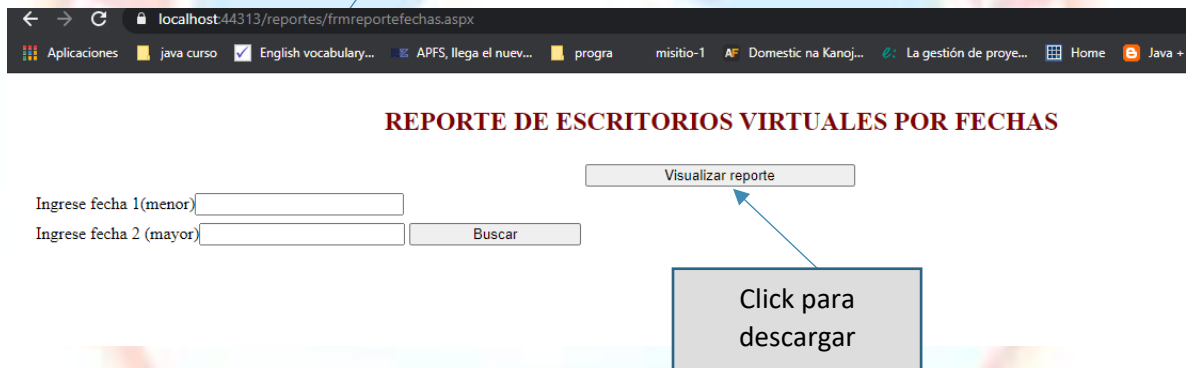 localhost:44313/reportes/frmreportefechas.aspx
Aplicaciones java curso English vocabulary... APFS, llega el nuev... progra misitio-1 AF Domestic na Kanoj... e: La gestión de proye... Home Java +
REPORTE DE ESCRITORIOS VIRTUALES POR FECHAS
Visualizar reporte
Ingrese fecha 1(menor)
Ingrese fecha 2 (mayor) Buscar
Click para
descargar